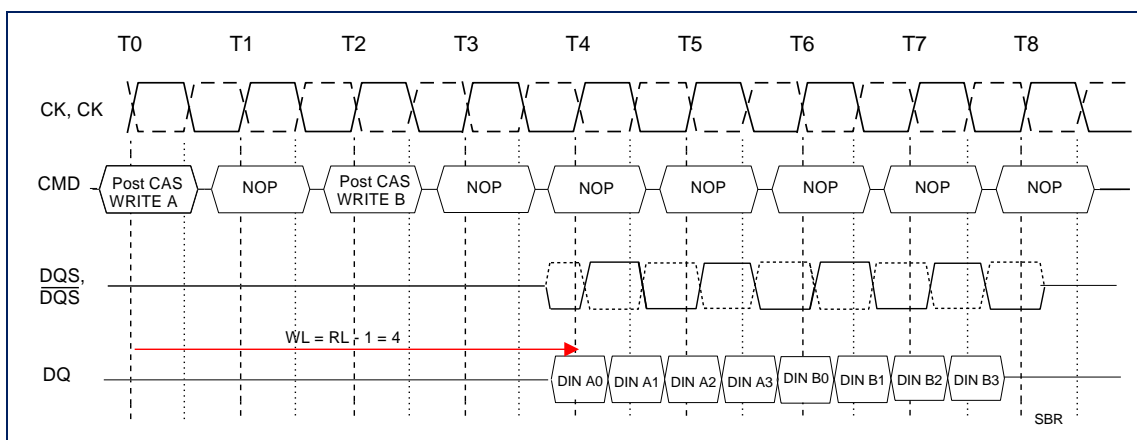 T0 T1 T2 T3 T4 T5 T6 T7 T8
CK, CK
CMD
Post CAS
WRITE A
NOP
Post CAS
WRITE B
NOP
NOP
NOP
NOP
NOP
NOP
DQS,
DQS
WL = RL - 1 = 4
DQ
DIN A0 DIN A1 DIN A2 DIN A3 DIN B0 DIN B1 DIN B2 DIN B3
SBR